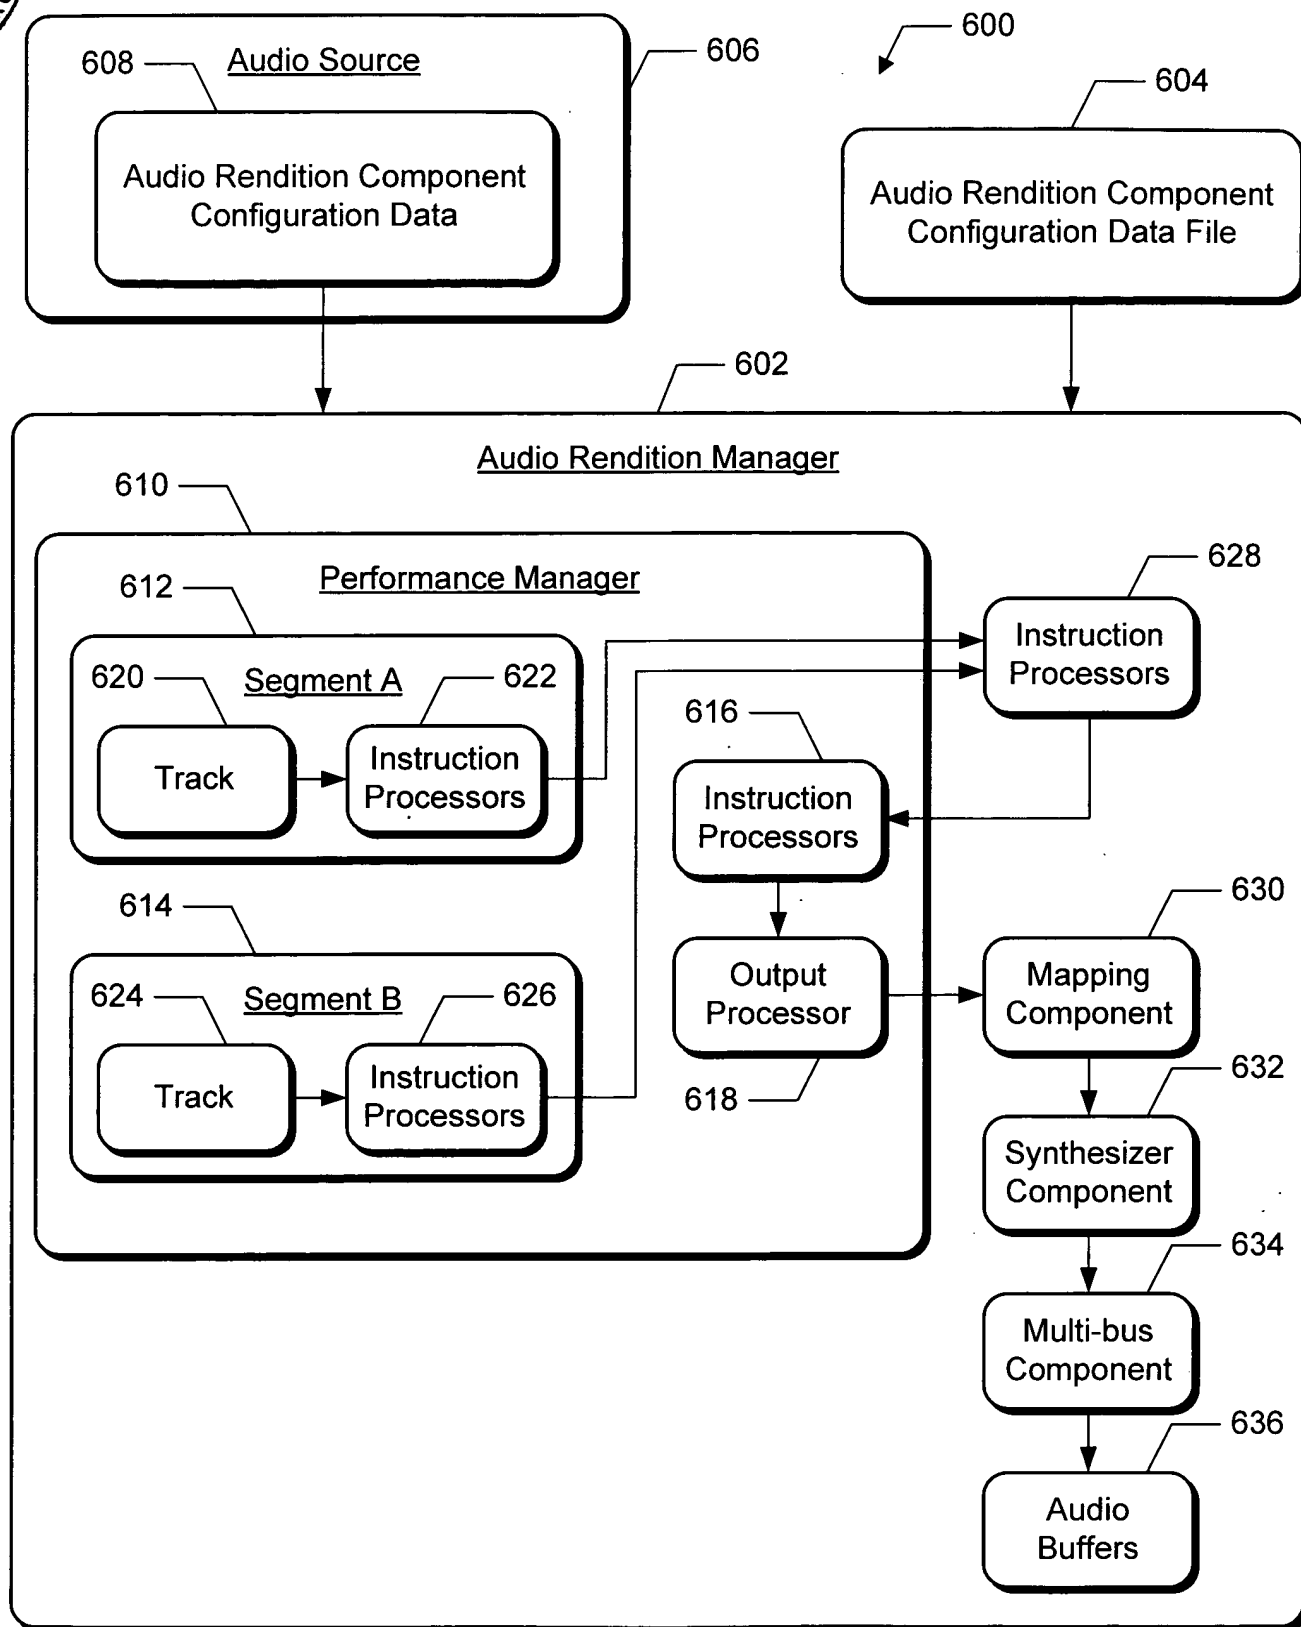 600
606
Audio Source
608
604
Audio Rendition Component
Configuration Data
Audio Rendition Component
Configuration Data File
602
Audio Rendition Manager
610
628
Performance Manager
612
Instruction
Processors
620
Segment A
622
616
Track
Instruction
Processors
Instruction
Processors
614
630
624
Segment B
626
Output
Processor
Mapping
Component
Track
Instruction
Processors
618
632
Synthesizer
Component
634
Multi-bus
Component
636
Audio
Buffers